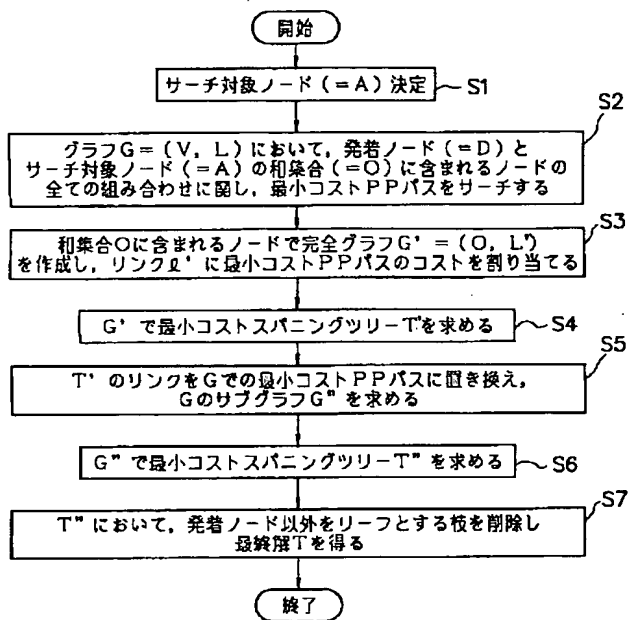 開始
サーチ対象ノード(=A)決定
S1
S2
グラフG=(V, L)において,発着ノード(=D)と
サーチ対象ノード(=A)の和集合(=O)に含まれるノードの
全ての組み合わせに関し,最小コストPPパスをサーチする
S3
和集合Oに含まれるノードで完全グラフG'=(O, L')
を作成し,リンクℓ'に最小コストPPパスのコストを割り当てる
G'で最小コストスパニングツリーT'を求める
S4
S5
T'のリンクをGでの最小コストPPパスに置き換え,
GのサブグラフG"を求める
G"で最小コストスパニングツリーT"を求める
S6
S7
T"において,発着ノード以外をリーフとする枝を削除し
最終解Tを得る
終了